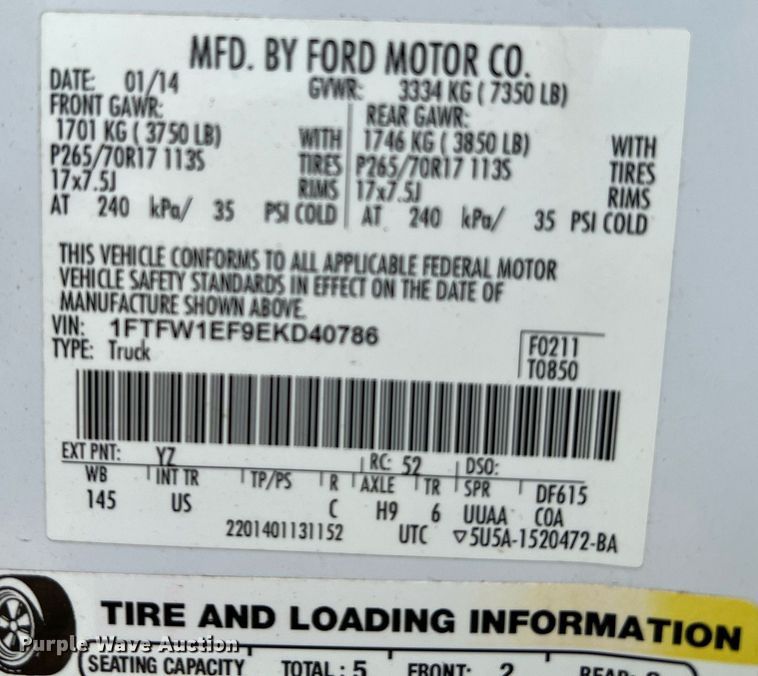 MFD. BY FORD MOTOR CO.
DATE: 01/14 GVWR: 3334 KG ( 7350 LB)
FRONT GAWR: REAR GAWR:
1701 KG ( 3750 LB) WITH 1746 KG ( 3850 LB) WITH
P265/70R17 113S TIRES P265/70R17 113S TIRES
17x7.5J RIMS 17x7.5J RIMS
AT 240 kPa/ 35 PSI COLD AT 240 kPa/ 35 PSI COLD
THIS VEHICLE CONFORMS TO ALL APPLICABLE FEDERAL MOTOR
VEHICLE SAFETY STANDARDS IN EFFECT ON THE DATE OF
MANUFACTURE SHOWN ABOVE.
VIN: 1FTFW1EF9EKD40786
TYPE: Truck
F0211
T0850
EXT PNT: YZ RC: 52 DSO:
WB INT TR TP/PS R AXLE TR SPR DF615
145 US C H9 6 UUAA COA
2201401131152 UTC ▽5U5A-1520472-BA
TIRE AND LOADING INFORMATION
Purple Wave Auction
SEATING CAPACITY TOTAL : 5 FRONT: 2 REAR: